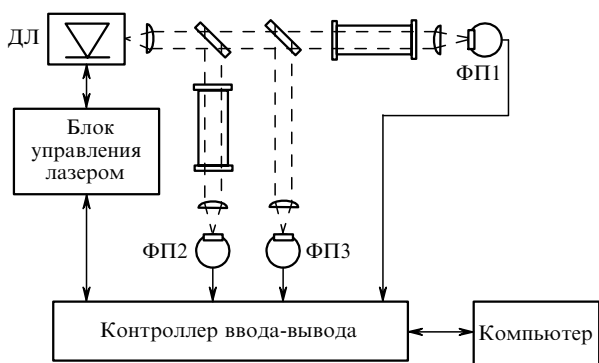 ДЛ
ФП1
Блок
управления
лазером
ФП2
ФП3
Контроллер ввода-вывода
Компьютер